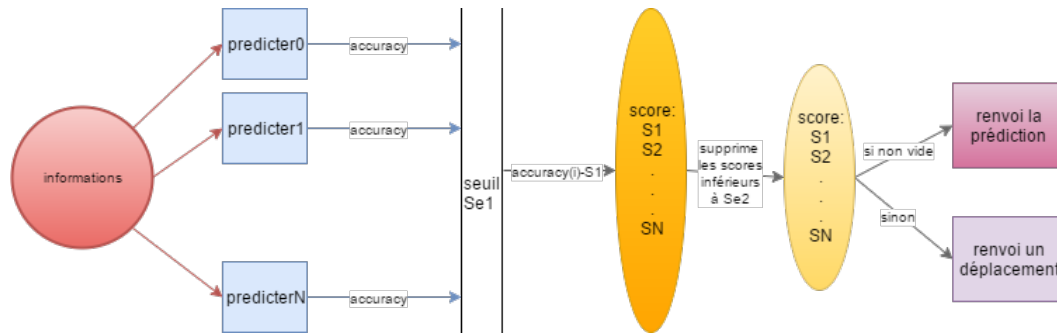 informations
predicter0
accuracy
predicter1
accuracy
predicterN
accuracy
seuil
Se1
accuracy(i)-S1
score:
S1
S2
.
.
.
SN
supprime
les scores
inférieurs
à Se2
score:
S1
S2
.
.
.
SN
si non vide
sinon
renvoi la
prédiction
renvoi un
déplacement